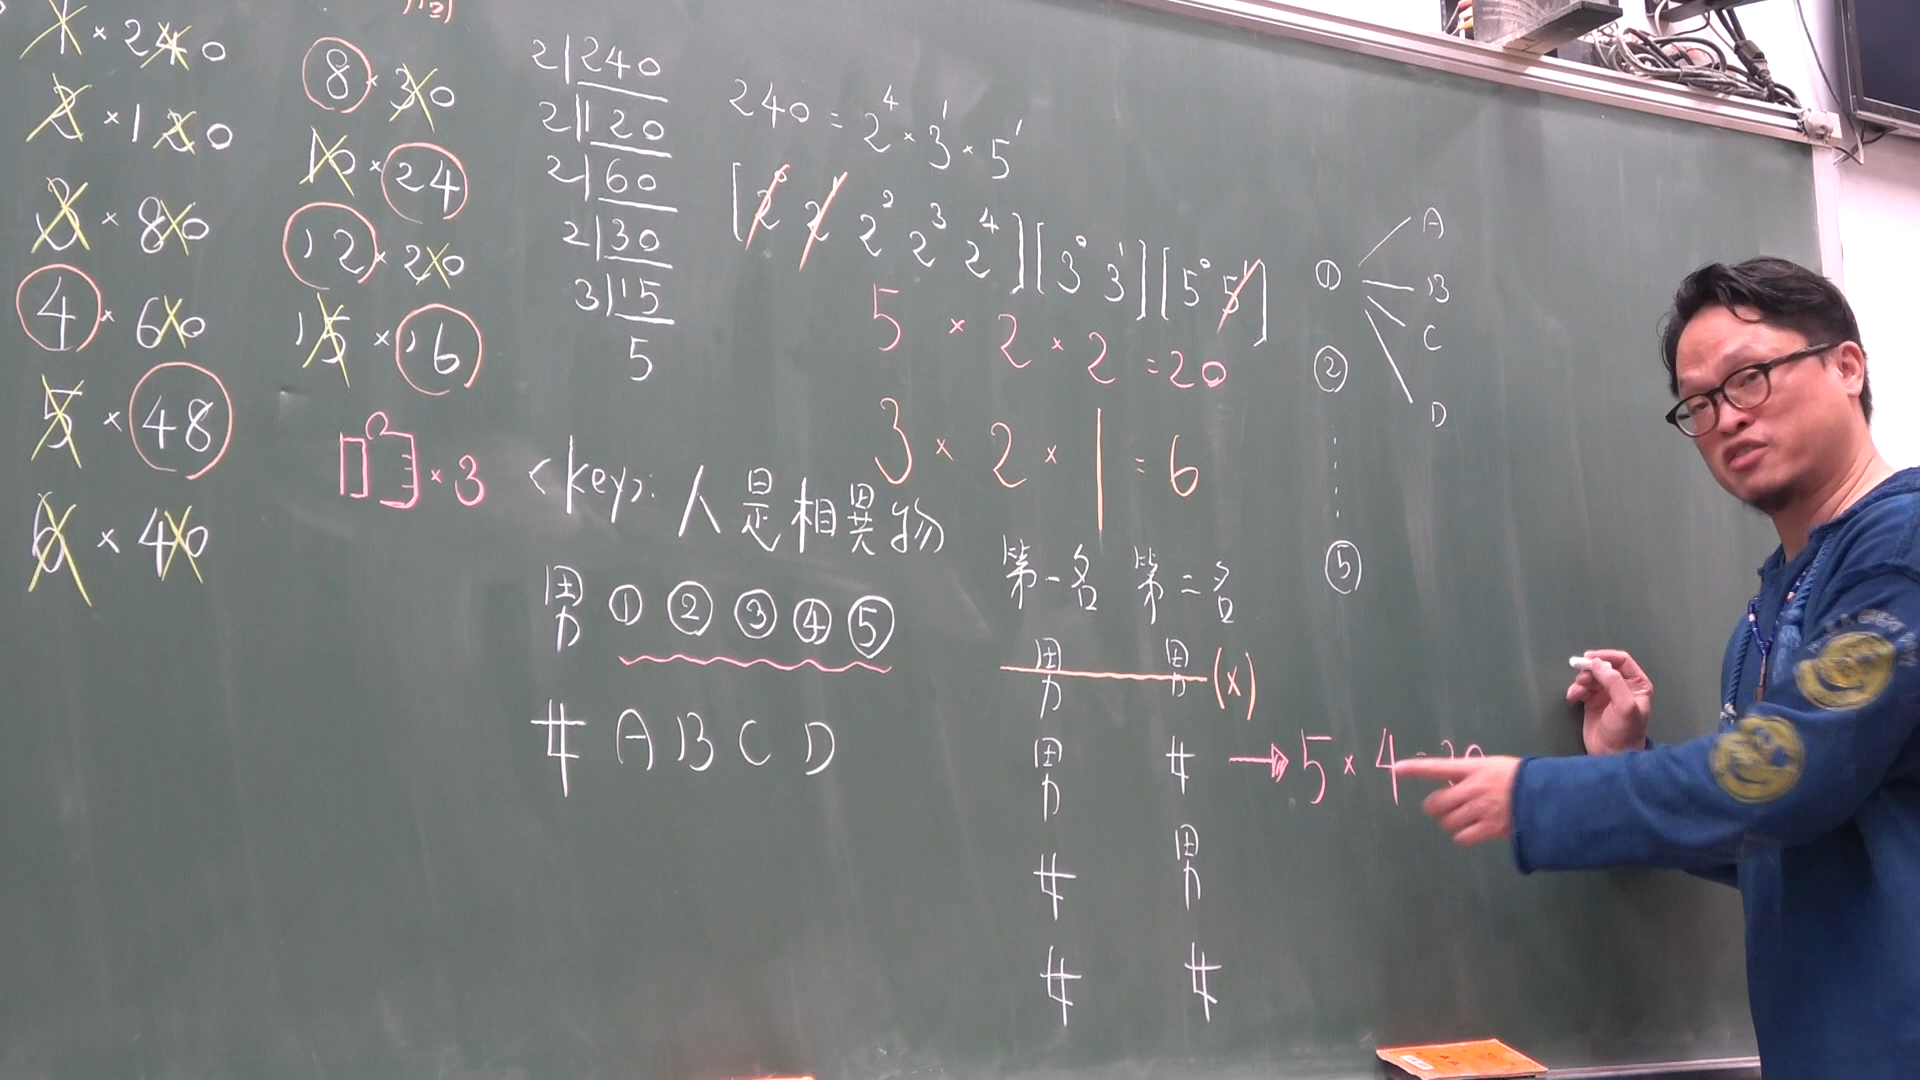 1 × 240
2 × 120
3 × 80
4 × 60
5 × 48
6 × 40
8 × 30
10 × 24
12 × 20
15 × 16
× 3
2 240
2 120
2 60
2 30
3 15
5
240 = 2⁴ × 3¹ × 5¹
[2⁰ 2¹ 2² 2³ 2⁴][3⁰ 3¹][5⁰ 5¹]
5 × 2 × 2 = 20
3 × 2 × 1 = 6
<key>: 人是相異物
男 ① ② ③ ④ ⑤
女 A B C D
第一名 第二名
男 男 (×)
男 女 → 5 × 4 = 20
女 男
女 女
① A
B
C
D
②
⑤